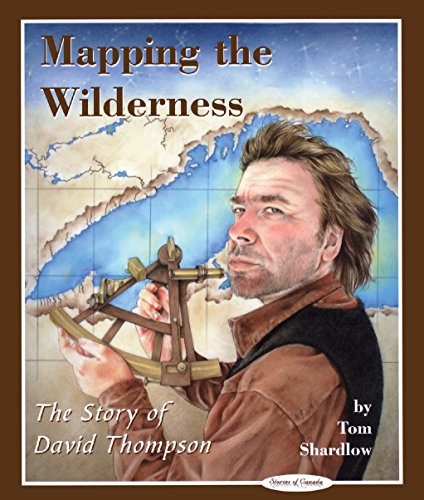 Mapping the
Wilderness
The Story of
David Thompson
by
Tom
Shardlow
Stories of Canada